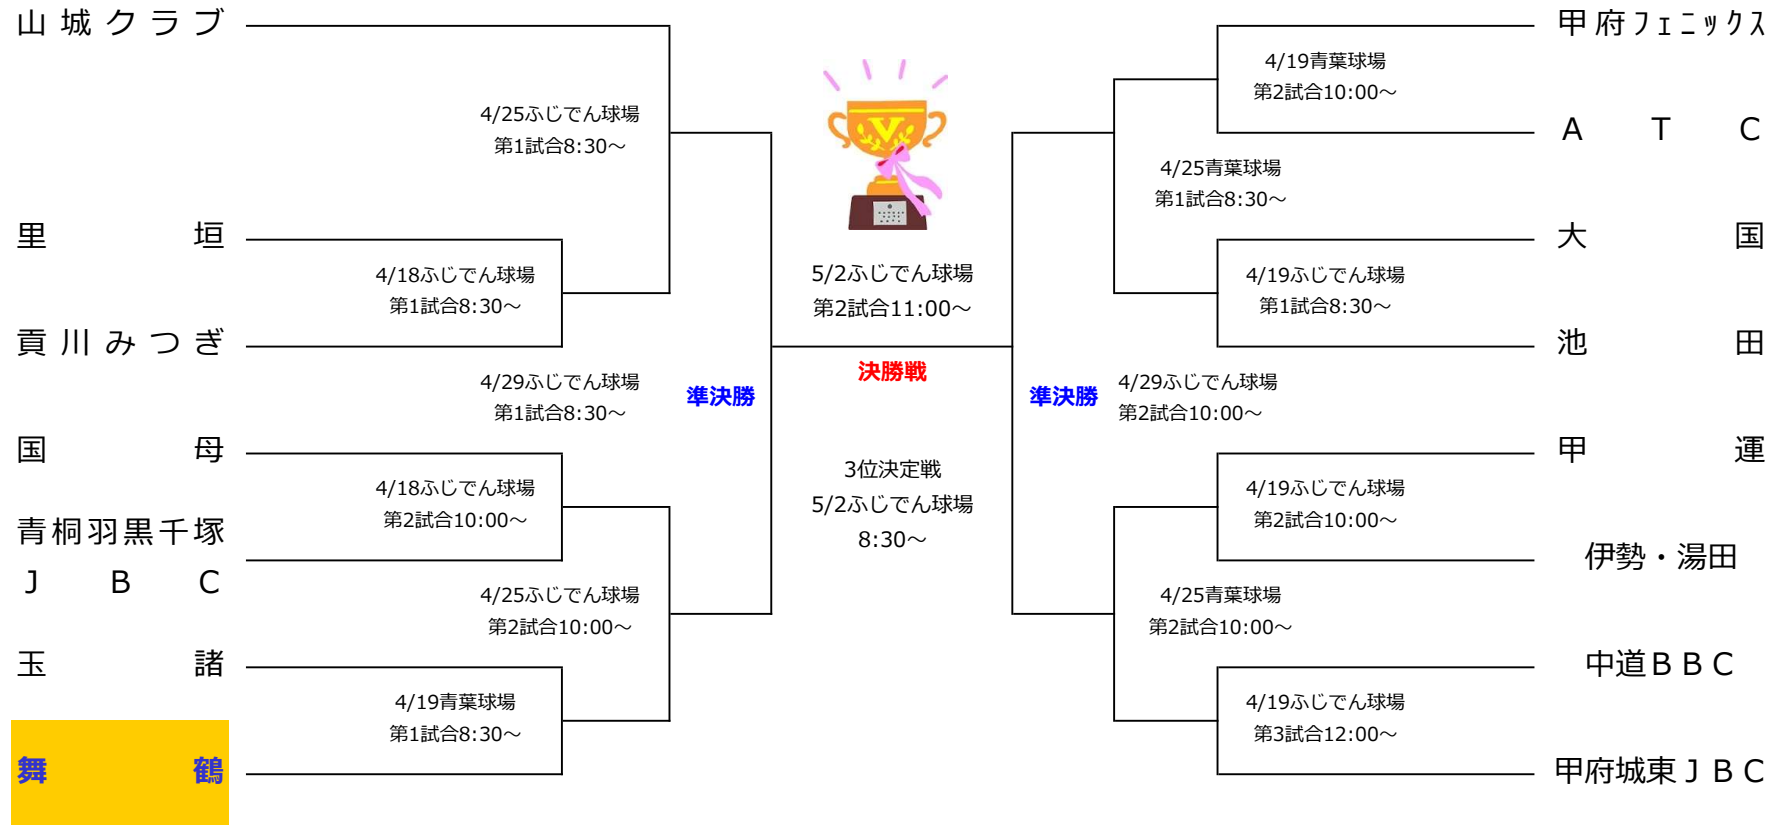 山城クラブ
4/25ふじでん球場
第1試合8:30～
里垣
4/18ふじでん球場
第1試合8:30～
貢川みつぎ
4/29ふじでん球場
第1試合8:30～
準決勝
国母
4/18ふじでん球場
第2試合10:00～
青桐羽黒千塚
ＪＢＣ
4/25ふじでん球場
第2試合10:00～
玉諸
4/19青葉球場
第1試合8:30～
舞鶴
V
5/2ふじでん球場
第2試合11:00～
決勝戦
3位決定戦
5/2ふじでん球場
8:30～
甲府ﾌｪﾆｯｸｽ
4/19青葉球場
第2試合10:00～
ＡＴＣ
4/25青葉球場
第1試合8:30～
大国
4/19ふじでん球場
第1試合8:30～
池田
準決勝
4/29ふじでん球場
第2試合10:00～
甲運
4/19ふじでん球場
第2試合10:00～
伊勢・湯田
4/25青葉球場
第2試合10:00～
中道ＢＢＣ
4/19ふじでん球場
第3試合12:00～
甲府城東ＪＢＣ